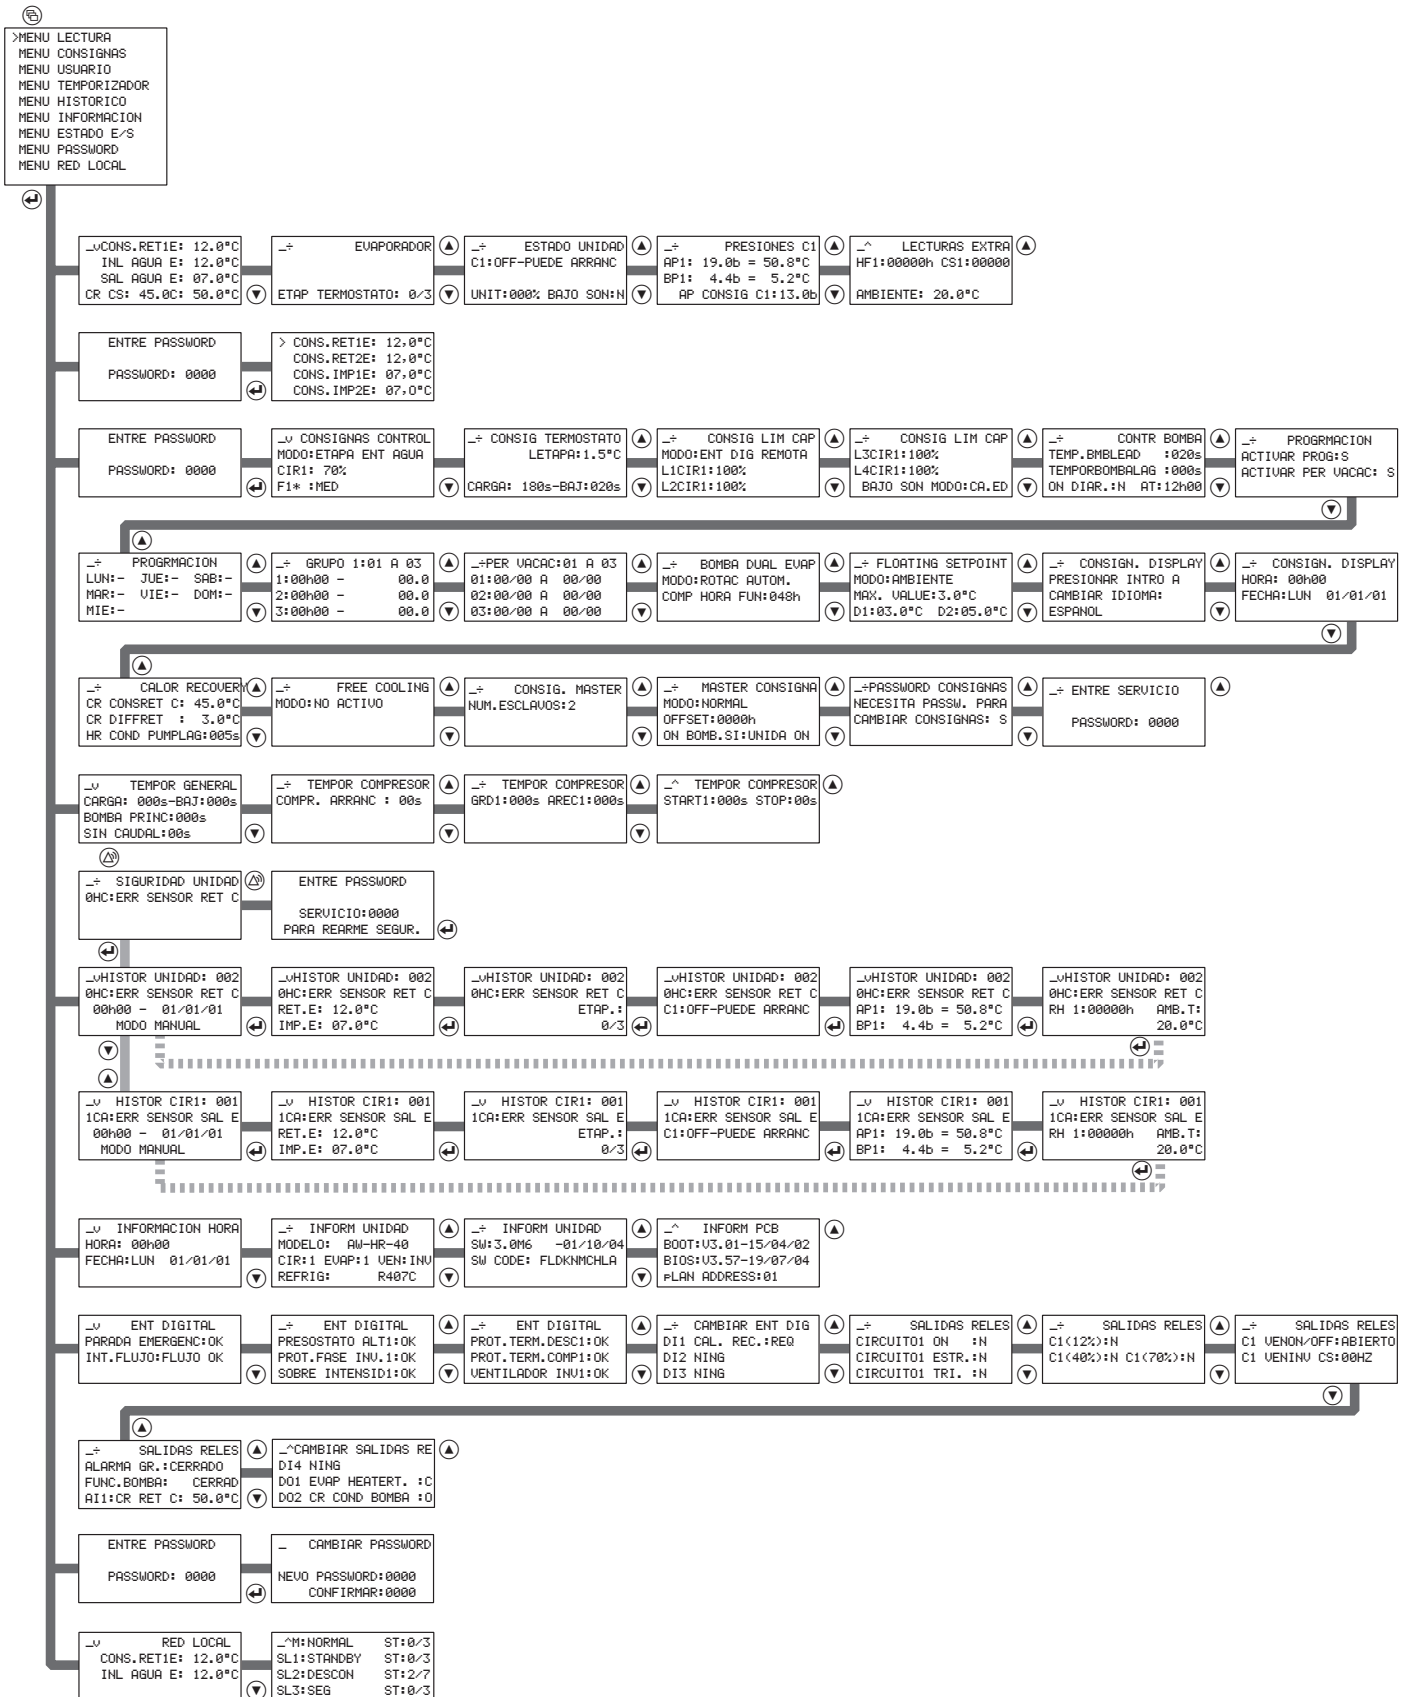 >MENU LECTURA
MENU CONSIGNAS
MENU USUARIO
MENU TEMPORIZADOR
MENU HISTORICO
MENU INFORMACION
MENU ESTADO E/S
MENU PASSWORD
MENU RED LOCAL
_vCONS.RET1E: 12.0°C
INL AGUA E: 12.0°C
SAL AGUA E: 07.0°C
CR CS: 45.0C: 50.0°C
_÷ EVAPORADOR
ETAP TERMOSTATO: 0/3
_÷ ESTADO UNIDAD
C1:OFF-PUEDE ARRANC
UNIT:000% BAJO SON:N
_÷ PRESIONES C1
AP1: 19.0b = 50.8°C
BP1: 4.4b = 5.2°C
AP CONSIG C1:13.0b
_^ LECTURAS EXTRA
HF1:00000h CS1:00000
AMBIENTE: 20.0°C
ENTRE PASSWORD
PASSWORD: 0000
> CONS.RET1E: 12,0°C
CONS.RET2E: 12,0°C
CONS.IMP1E: 07,0°C
CONS.IMP2E: 07,O°C
ENTRE PASSWORD
PASSWORD: 0000
_v CONSIGNAS CONTROL
MODO:ETAPA ENT AGUA
CIR1: 70%
F1* :MED
_÷ CONSIG TERMOSTATO
LETAPA:1.5°C
CARGA: 180s-BAJ:020s
_÷ CONSIG LIM CAP
MODO:ENT DIG REMOTA
L1CIR1:100%
L2CIR1:100%
_÷ CONSIG LIM CAP
L3CIR1:100%
L4CIR1:100%
BAJO SON MODO:CA.ED
_÷ CONTR BOMBA
TEMP.BMBLEAD :020s
TEMPORBOMBALAG :000s
ON DIAR.:N AT:12h00
_÷ PROGRMACION
ACTIVAR PROG:S
ACTIVAR PER VACAC: S
_÷ PROGRMACION
LUN:- JUE:- SAB:-
MAR:- VIE:- DOM:-
MIE:-
_÷ GRUPO 1:01 A 03
1:00h00 - 00.0
2:00h00 - 00.0
3:00h00 - 00.0
_÷PER VACAC:01 A 03
01:00/00 A 00/00
02:00/00 A 00/00
03:00/00 A 00/00
_÷ BOMBA DUAL EVAP
MODO:ROTAC AUTOM.
COMP HORA FUN:048h
_÷ FLOATING SETPOINT
MODO:AMBIENTE
MAX. VALUE:3.0°C
D1:03.0°C D2:05.0°C
_÷ CONSIGN. DISPLAY
PRESIONAR INTRO A
CAMBIAR IDIOMA:
ESPANOL
_÷ CONSIGN. DISPLAY
HORA: 00h00
FECHA:LUN 01/01/01
_÷ CALOR RECOVERY
CR CONSRET C: 45.0°C
CR DIFFRET : 3.0°C
HR COND PUMPLAG:005s
_÷ FREE COOLING
MODO:NO ACTIVO
_÷ CONSIG. MASTER
NUM.ESCLAVOS:2
_÷ MASTER CONSIGNA
MODO:NORMAL
OFFSET:0000h
ON BOMB.SI:UNIDA ON
_÷PASSWORD CONSIGNAS
NECESITA PASSW. PARA
CAMBIAR CONSIGNAS: S
_÷ ENTRE SERVICIO
PASSWORD: 0000
_v TEMPOR GENERAL
CARGA: 000s-BAJ:000s
BOMBA PRINC:000s
SIN CAUDAL:00s
_÷ TEMPOR COMPRESOR
COMPR. ARRANC : 00s
_÷ TEMPOR COMPRESOR
GRD1:000s AREC1:000s
_^ TEMPOR COMPRESOR
START1:000s STOP:00s
_÷ SIGURIDAD UNIDAD
0HC:ERR SENSOR RET C
ENTRE PASSWORD
SERVICIO:0000
PARA REARME SEGUR.
_vHISTOR UNIDAD: 002
0HC:ERR SENSOR RET C
00h00 - 01/01/01
MODO MANUAL
_vHISTOR UNIDAD: 002
0HC:ERR SENSOR RET C
RET.E: 12.0°C
IMP.E: 07.0°C
_vHISTOR UNIDAD: 002
0HC:ERR SENSOR RET C
ETAP.:
0/3
_vHISTOR UNIDAD: 002
0HC:ERR SENSOR RET C
C1:OFF-PUEDE ARRANC
_vHISTOR UNIDAD: 002
0HC:ERR SENSOR RET C
AP1: 19.0b = 50.8°C
BP1: 4.4b = 5.2°C
_vHISTOR UNIDAD: 002
0HC:ERR SENSOR RET C
RH 1:00000h AMB.T:
20.0°C
_v HISTOR CIR1: 001
1CA:ERR SENSOR SAL E
00h00 - 01/01/01
MODO MANUAL
_v HISTOR CIR1: 001
1CA:ERR SENSOR SAL E
RET.E: 12.0°C
IMP.E: 07.0°C
_v HISTOR CIR1: 001
1CA:ERR SENSOR SAL E
ETAP.:
0/3
_v HISTOR CIR1: 001
1CA:ERR SENSOR SAL E
C1:OFF-PUEDE ARRANC
_v HISTOR CIR1: 001
1CA:ERR SENSOR SAL E
AP1: 19.0b = 50.8°C
BP1: 4.4b = 5.2°C
_v HISTOR CIR1: 001
1CA:ERR SENSOR SAL E
RH 1:00000h AMB.T:
20.0°C
_v INFORMACION HORA
HORA: 00h00
FECHA:LUN 01/01/01
_÷ INFORM UNIDAD
MODELO: AW-HR-40
CIR:1 EVAP:1 VEN:INV
REFRIG: R407C
_÷ INFORM UNIDAD
SW:3.0M6 -01/10/04
SW CODE: FLDKNMCHLA
_^ INFORM PCB
BOOT:V3.01-15/04/02
BIOS:V3.57-19/07/04
pLAN ADDRESS:01
_v ENT DIGITAL
PARADA EMERGENC:OK
INT.FLUJO:FLUJO OK
_÷ ENT DIGITAL
PRESOSTATO ALT1:OK
PROT.FASE INV.1:OK
SOBRE INTENSID1:OK
_÷ ENT DIGITAL
PROT.TERM.DESC1:OK
PROT.TERM.COMP1:OK
VENTILADOR INV1:OK
_÷ CAMBIAR ENT DIG
DI1 CAL. REC.:REQ
DI2 NING
DI3 NING
_÷ SALIDAS RELES
CIRCUITO1 ON :N
CIRCUITO1 ESTR.:N
CIRCUITO1 TRI. :N
_÷ SALIDAS RELES
C1(12%):N
C1(40%):N C1(70%):N
_÷ SALIDAS RELES
C1 VENON/OFF:ABIERTO
C1 VENINV CS:00HZ
_÷ SALIDAS RELES
ALARMA GR.:CERRADO
FUNC.BOMBA: CERRAD
AI1:CR RET C: 50.0°C
_^CAMBIAR SALIDAS RE
DI4 NING
DO1 EVAP HEATERT. :C
DO2 CR COND BOMBA :O
ENTRE PASSWORD
PASSWORD: 0000
_ CAMBIAR PASSWORD
NEVO PASSWORD:0000
CONFIRMAR:0000
_v RED LOCAL
CONS.RET1E: 12.0°C
INL AGUA E: 12.0°C
_^M:NORMAL ST:0/3
SL1:STANDBY ST:0/3
SL2:DESCON ST:2/7
SL3:SEG ST:0/3